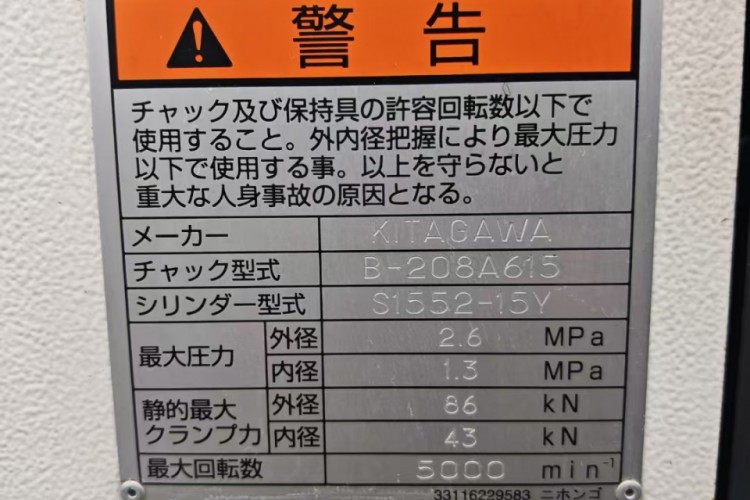 警告
チャック及び保持具の許容回転数以下で
使用すること。外内径把握により最大圧力
以下で使用する事。以上を守らないと
重大な人身事故の原因となる。
メーカー KITAGAWA
チャック型式 B-208A615
シリンダー型式 S1552-15Y
最大圧力 外径 2.6 MPa
内径 1.3 MPa
静的最大
クランプ力 外径 86 kN
内径 43 kN
最大回転数 5000 min⁻¹
33116229583 ニホンゴ